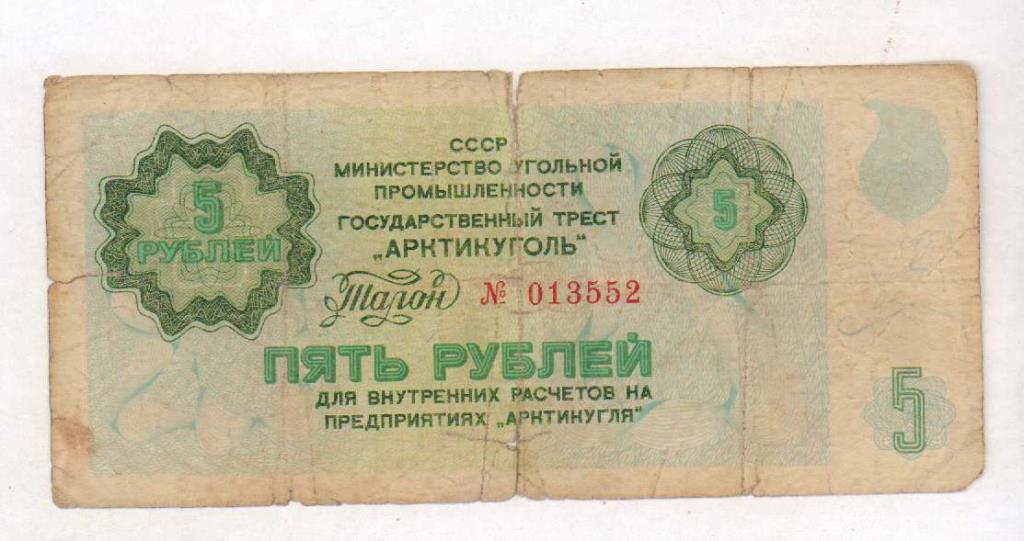 5
РУБЛЕЙ
СССР
МИНИСТЕРСТВО УГОЛЬНОЙ
ПРОМЫШЛЕННОСТИ
ГОСУДАРСТВЕННЫЙ ТРЕСТ
„АРКТИКУГОЛЬ"
Талон № 013552
5
ПЯТЬ РУБЛЕЙ
ДЛЯ ВНУТРЕННИХ РАСЧЕТОВ НА
ПРЕДПРИЯТИЯХ „АРКТИКУГЛЯ"
5